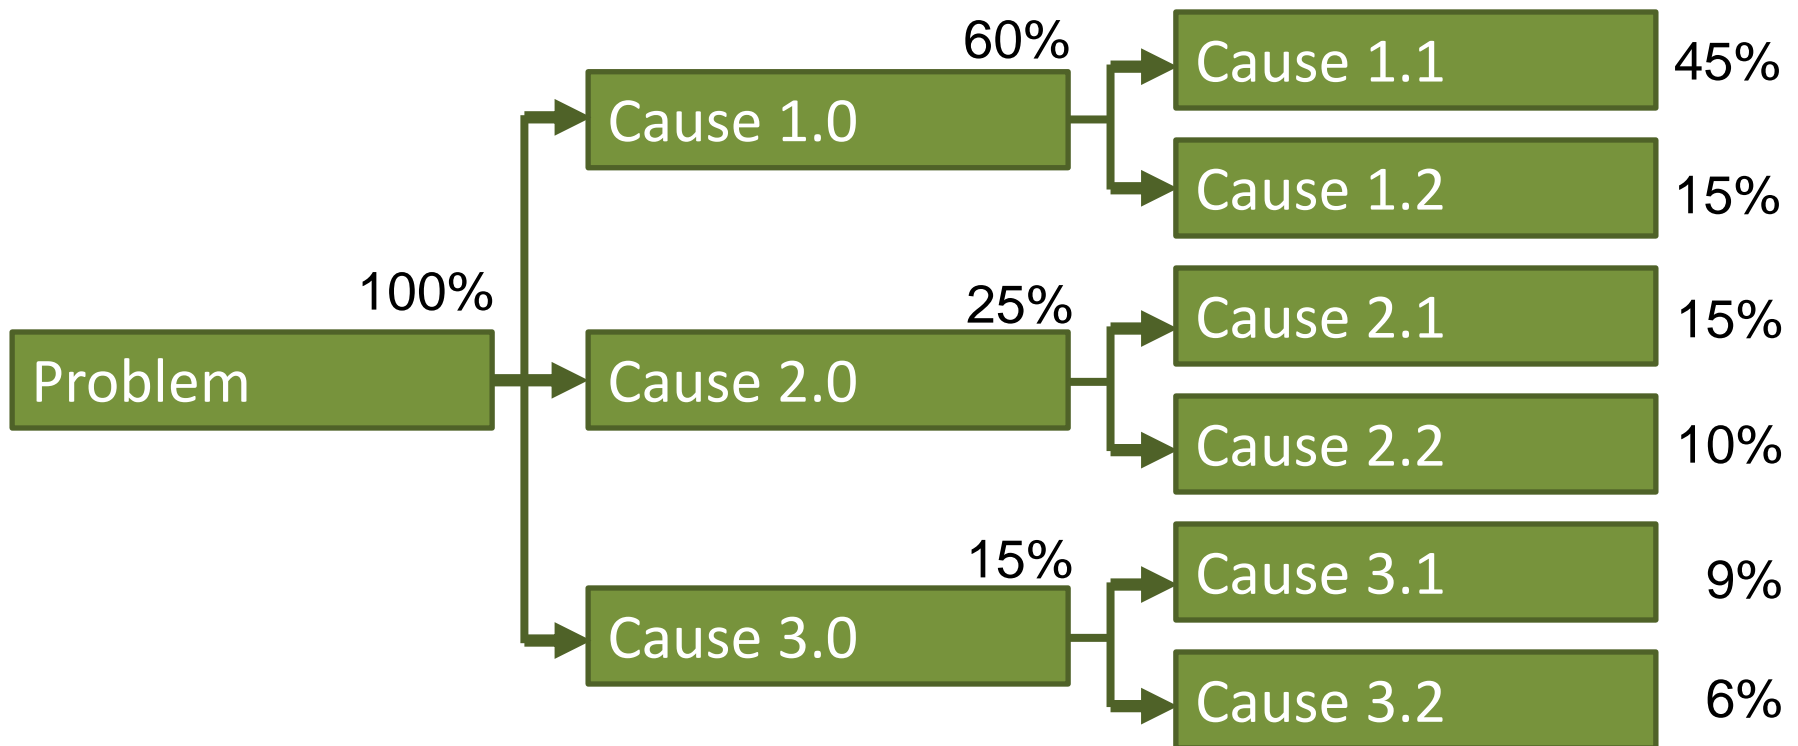 60%
Cause 1.1
45%
Cause 1.0
Cause 1.2
15%
100%
25%
Cause 2.1
15%
Problem
Cause 2.0
Cause 2.2
10%
15%
Cause 3.1
9%
Cause 3.0
Cause 3.2
6%